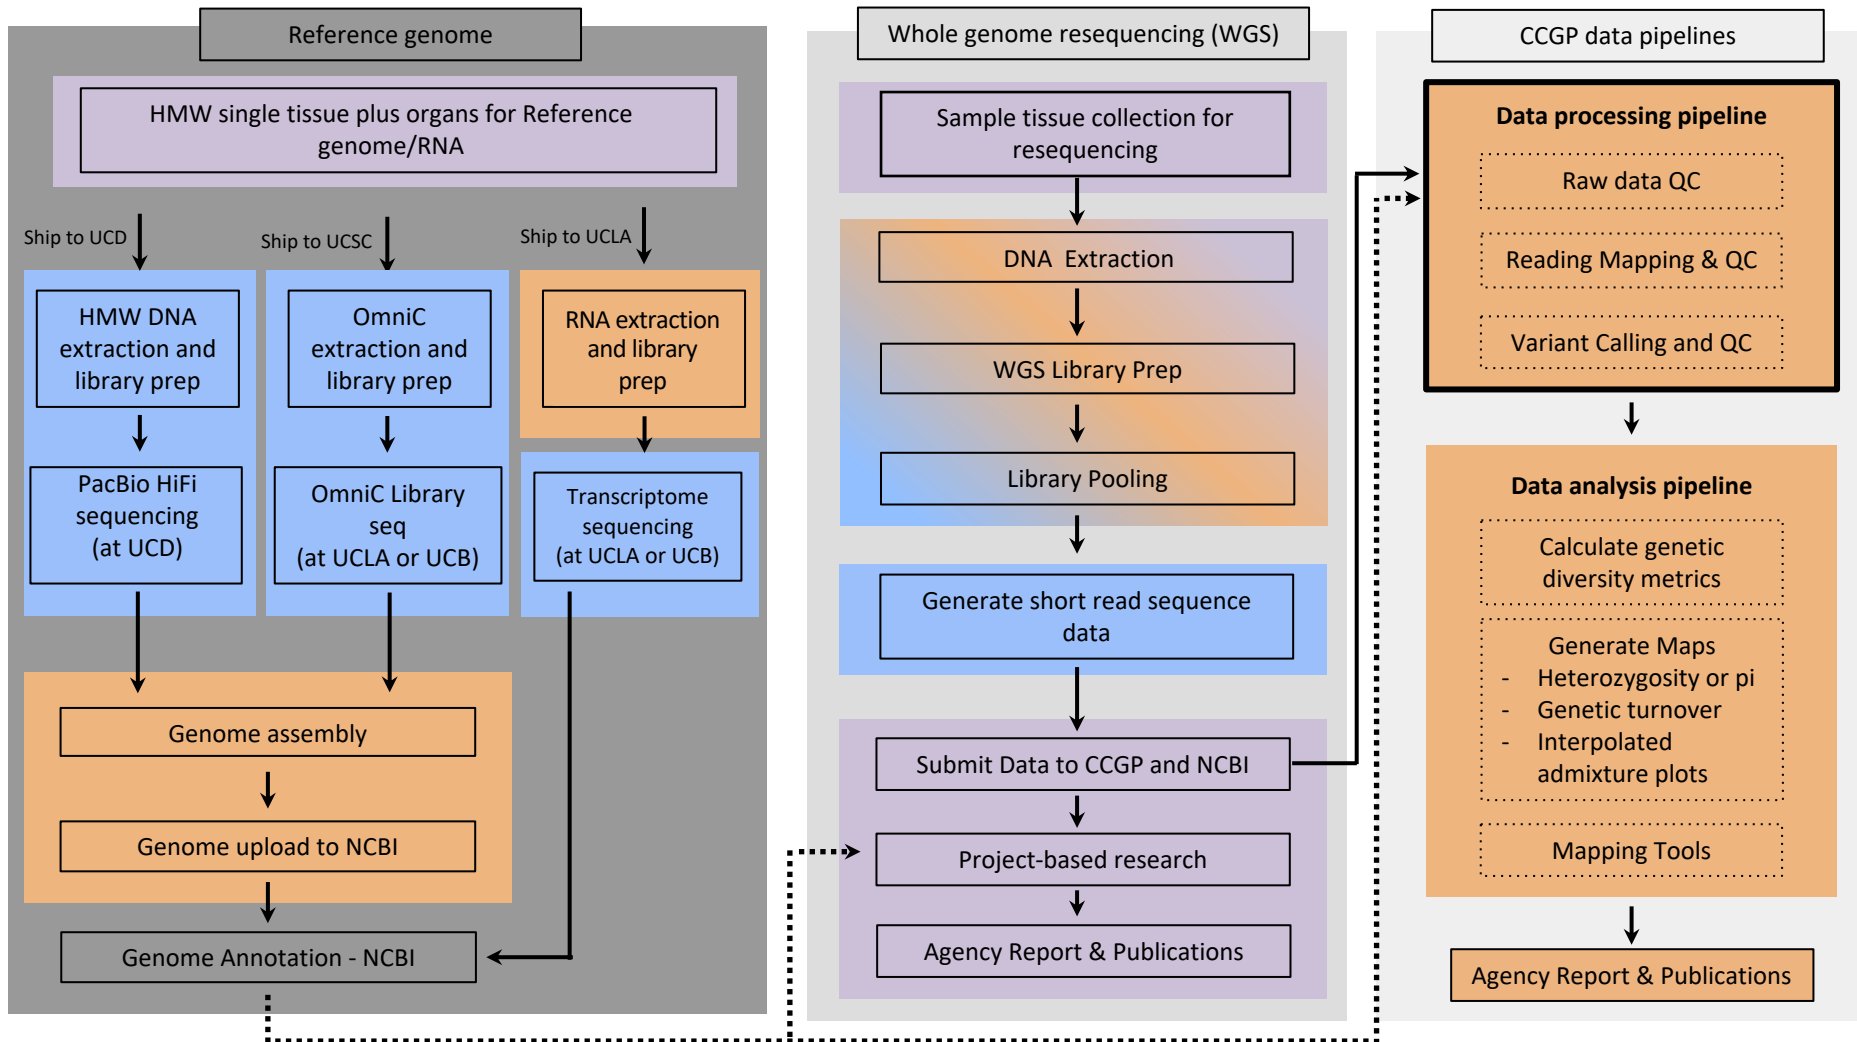 Reference genome
HMW single tissue plus organs for Reference
genome/RNA
Ship to UCD
Ship to UCSC
Ship to UCLA
HMW DNA
extraction and
library prep
OmniC
extraction and
library prep
RNA extraction
and library
prep
PacBio HiFi
sequencing
(at UCD)
OmniC Library
seq
(at UCLA or UCB)
Transcriptome
sequencing
(at UCLA or UCB)
Genome assembly
Genome upload to NCBI
Genome Annotation - NCBI
Whole genome resequencing (WGS)
Sample tissue collection for
resequencing
DNA Extraction
WGS Library Prep
Library Pooling
Generate short read sequence
data
Submit Data to CCGP and NCBI
Project-based research
Agency Report & Publications
CCGP data pipelines
Data processing pipeline
Raw data QC
Reading Mapping & QC
Variant Calling and QC
Data analysis pipeline
Calculate genetic
diversity metrics
Generate Maps
- Heterozygosity or pi
- Genetic turnover
- Interpolated
admixture plots
Mapping Tools
Agency Report & Publications